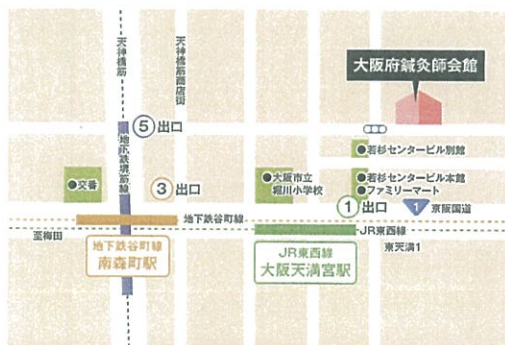 天神橋筋
天神橋筋商店街
大阪府鍼灸師会館
⑤出口
地下鉄堺筋線
●若杉センタービル別館
●交番
③出口
●大阪市立
堀川小学校
●若杉センタービル本館
●ファミリーマート
①出口
1
京阪国道
地下鉄谷町線
至梅田
JR東西線
東天満1
地下鉄谷町線
南森町駅
JR東西線
大阪天満宮駅